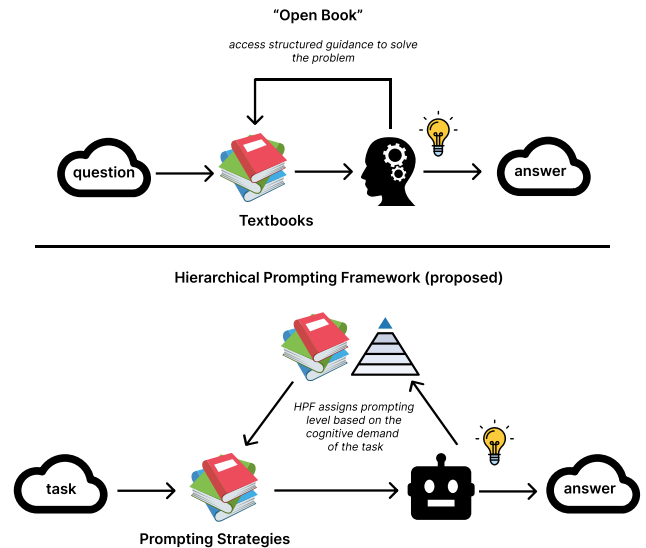 “Open Book”
access structured guidance to solve
the problem
question
answer
Textbooks
Hierarchical Prompting Framework (proposed)
HPF assigns prompting
level based on the
cognitive demand
of the task
task
answer
Prompting Strategies